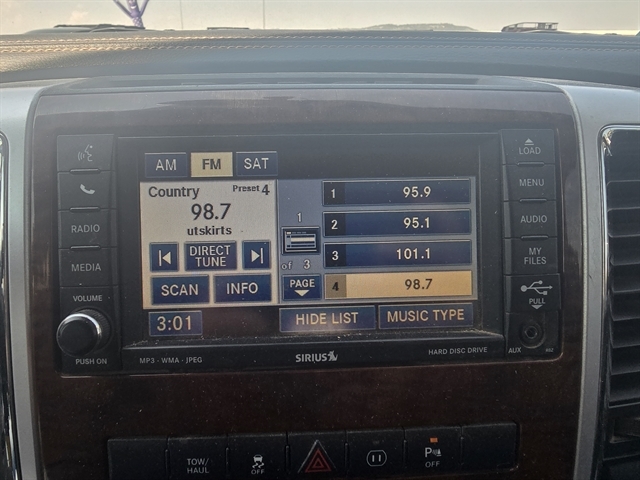 AM FM SAT
Country Preset 4
98.7
utskirts
DIRECT
TUNE
SCAN INFO
3:01
1
of 3
PAGE
1 95.9
2 95.1
3 101.1
4 98.7
HIDE LIST MUSIC TYPE
RADIO
MEDIA
VOLUME
PUSH ON
LOAD
MENU
AUDIO
MY
FILES
PULL
AUX
MP3 - WMA - JPEG
SIRIUS
HARD DISC DRIVE
TOW/
HAUL
OFF
P
OFF